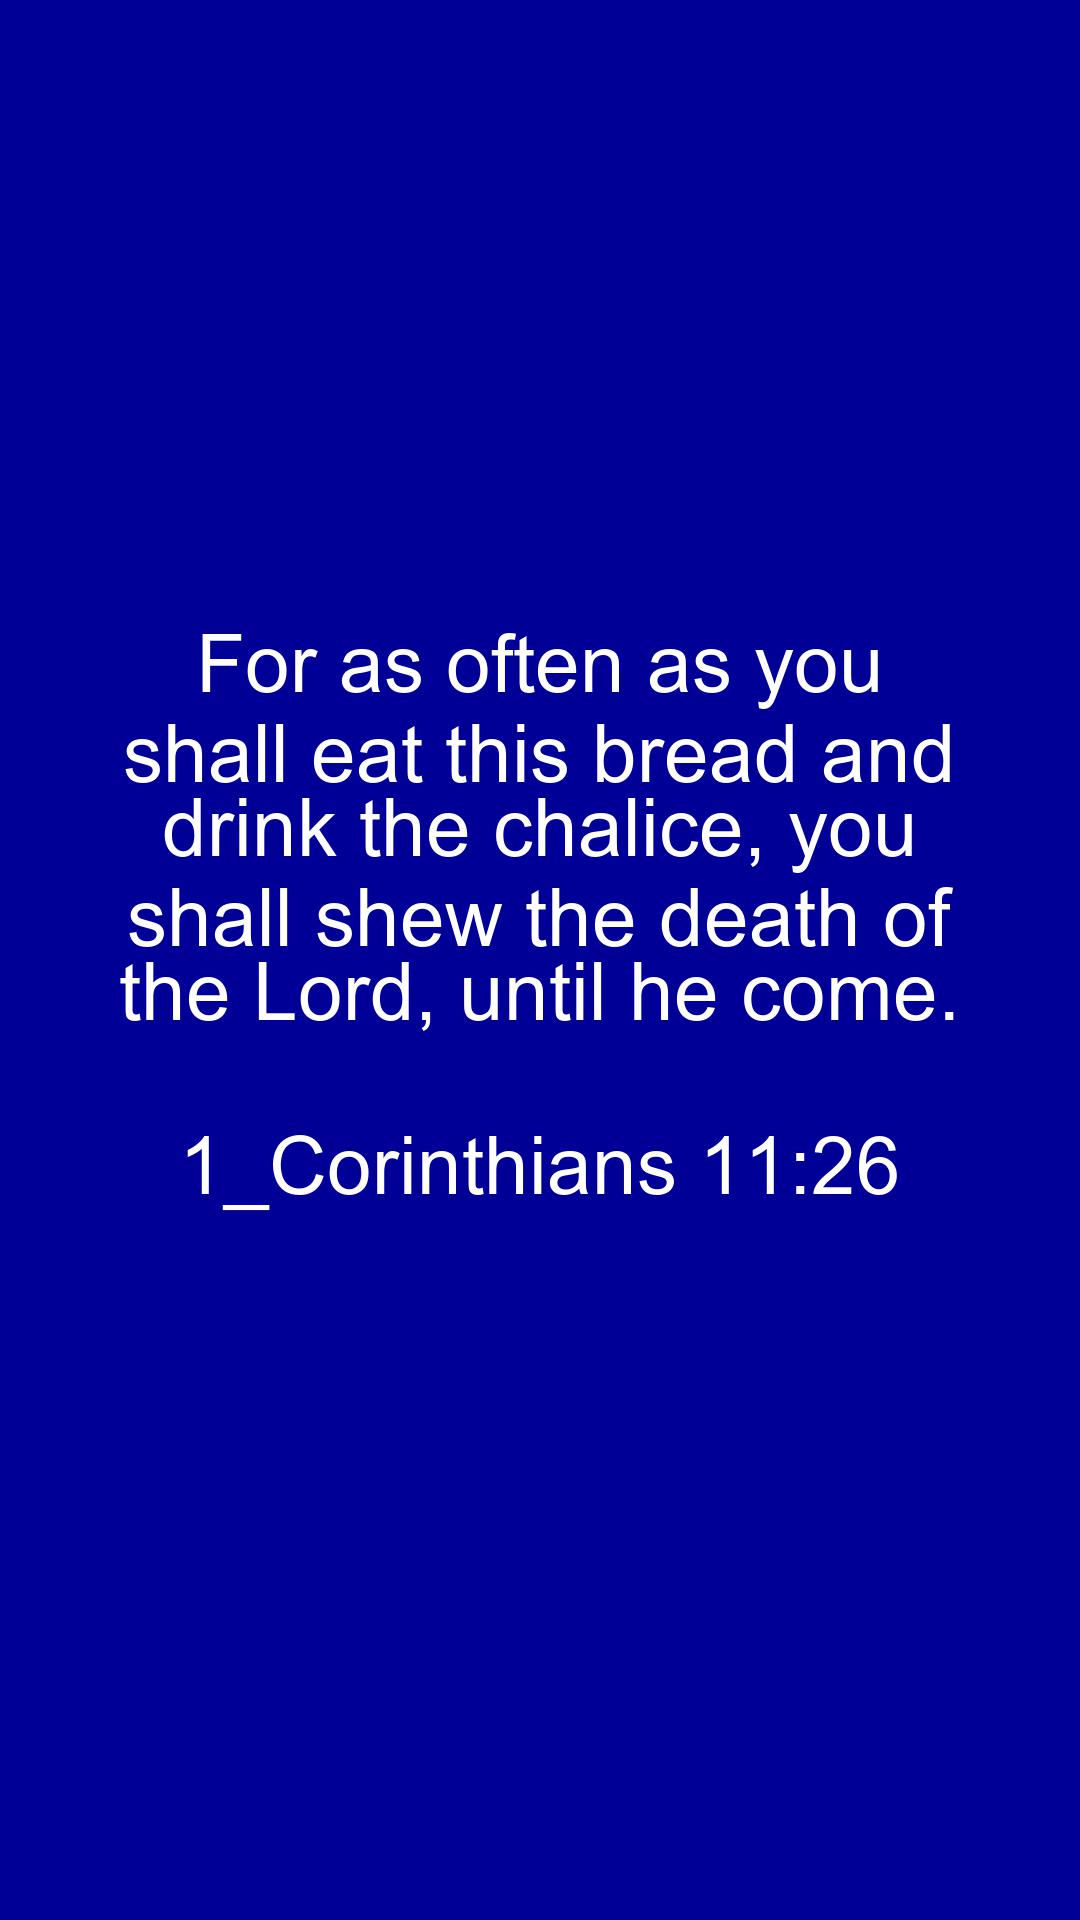 For as often as you
shall eat this bread and
drink the chalice, you
shall shew the death of
the Lord, until he come.
1_Corinthians 11:26